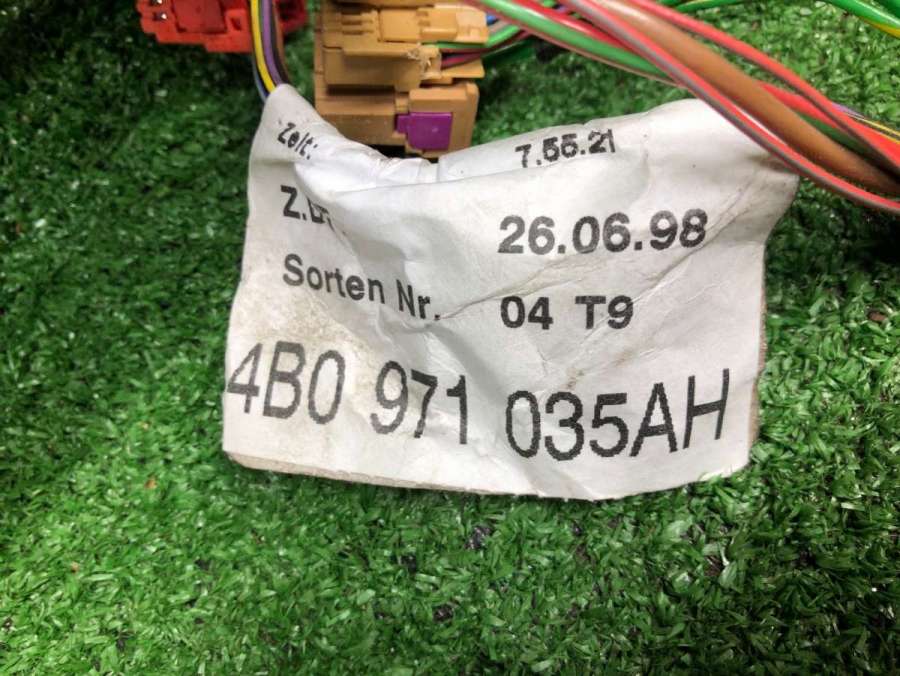 Zeit: 7.55.21
26.06.98
Sorten Nr. 04 T9
4B0 971 035AH